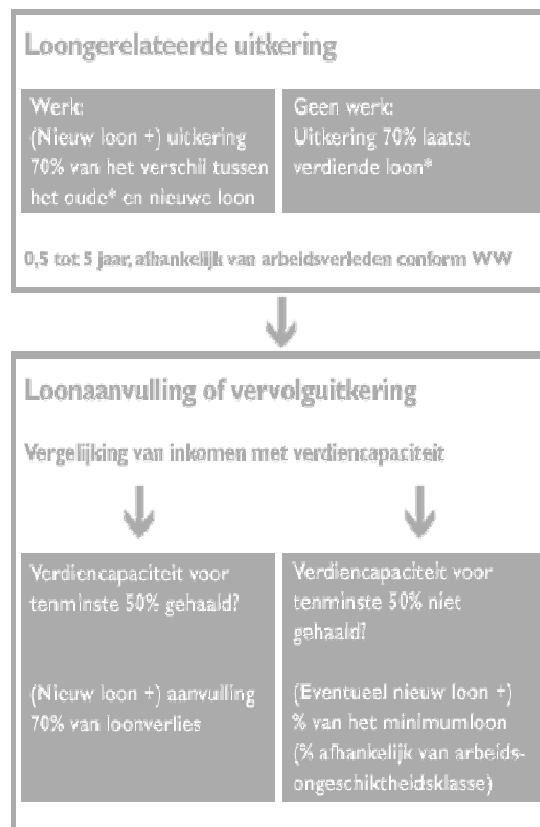 Loongerelateerde uitkering
Werk:
(Nieuw loon +) uitkering
70% van het verschil tussen
het oude* en nieuwe loon
Geen werk:
Uitkering 70% laatst
verdiende loon*
0,5 tot 5 jaar, afhankelijk van arbeidsverleden conform WW
Loonaanvulling of vervolguitkering
Vergelijking van inkomen met verdiencapaciteit
Verdiencapaciteit voor
tenminste 50% gehaald?
(Nieuw loon +) aanvulling
70% van loonverlies
Verdiencapaciteit voor
tenminste 50% niet
gehaald?
(Eventueel nieuw loon +)
% van het minimumloon
(% afhankelijk van arbeids-
ongeschiktheidsklasse)